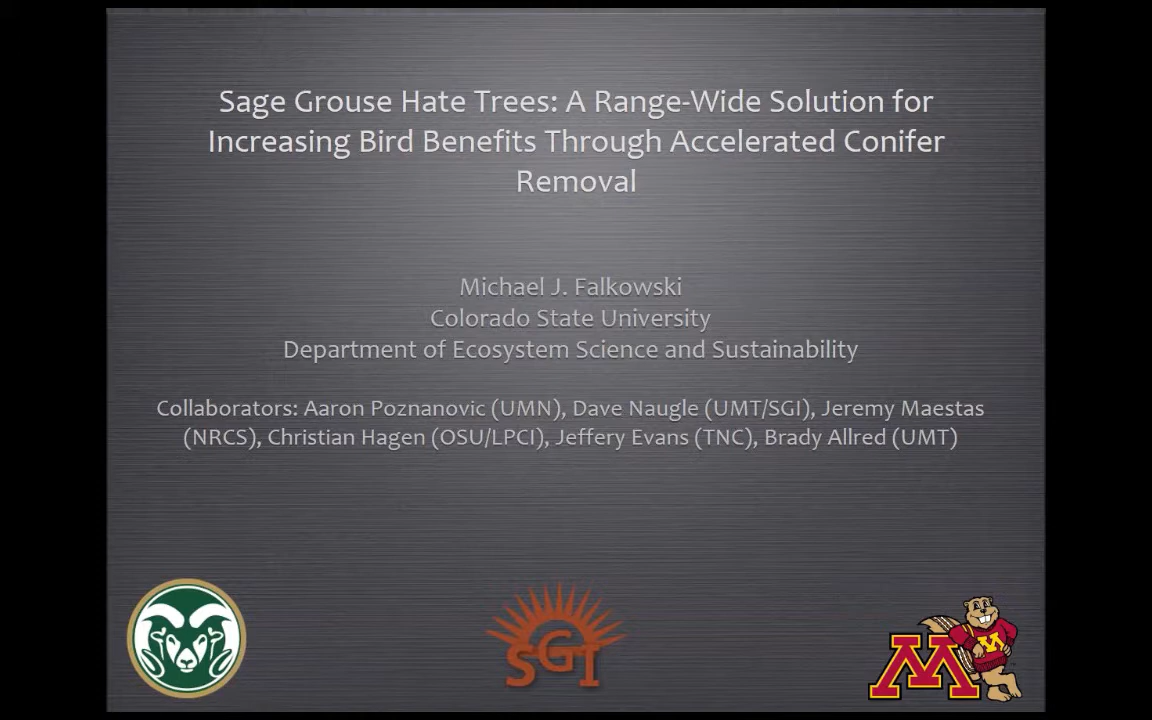 Sage Grouse Hate Trees: A Range-Wide Solution for
Increasing Bird Benefits Through Accelerated Conifer
Removal
Michael J. Falkowski
Colorado State University
Department of Ecosystem Science and Sustainability
Collaborators: Aaron Poznanovic (UMN), Dave Naugle (UMT/SGI), Jeremy Maestas
(NRCS), Christian Hagen (OSU/LPCI), Jeffery Evans (TNC), Brady Allred (UMT)
SGI
M
M